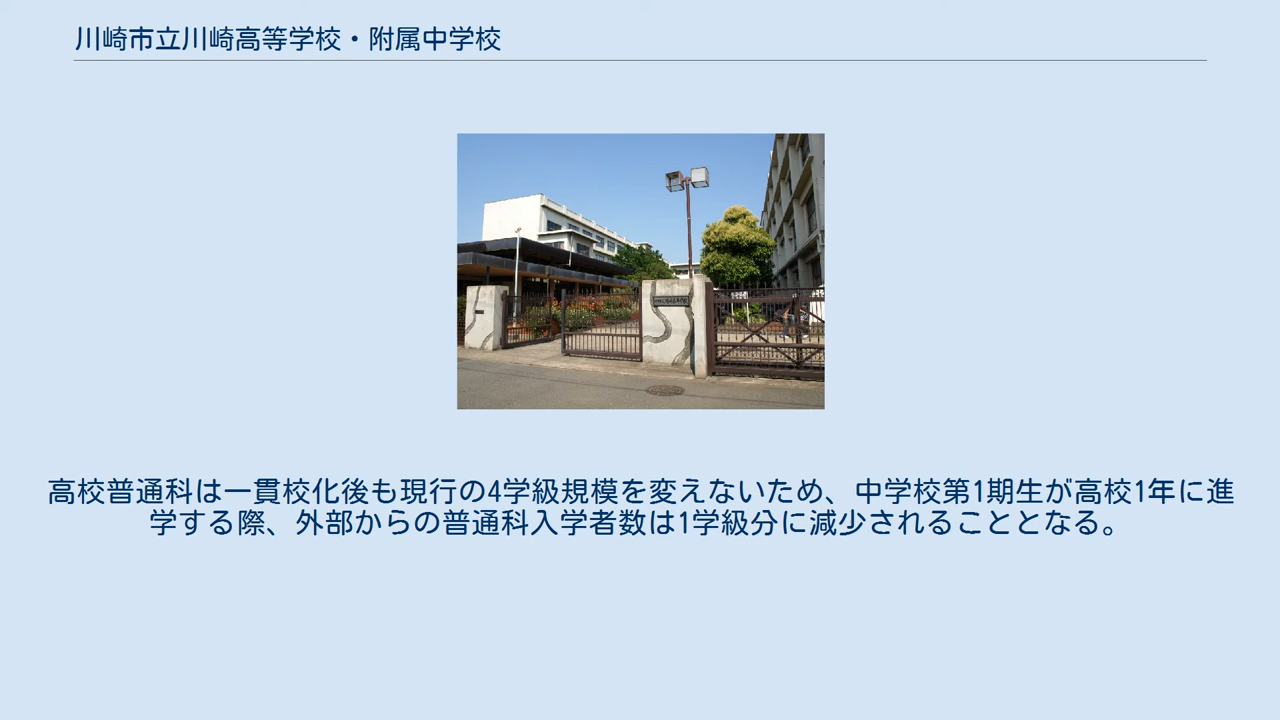 川崎市立川崎高等学校・附属中学校
高校普通科は一貫校化後も現行の4学級規模を変えないため、中学校第1期生が高校1年に進
学する際、外部からの普通科入学者数は1学級分に減少されることとなる。